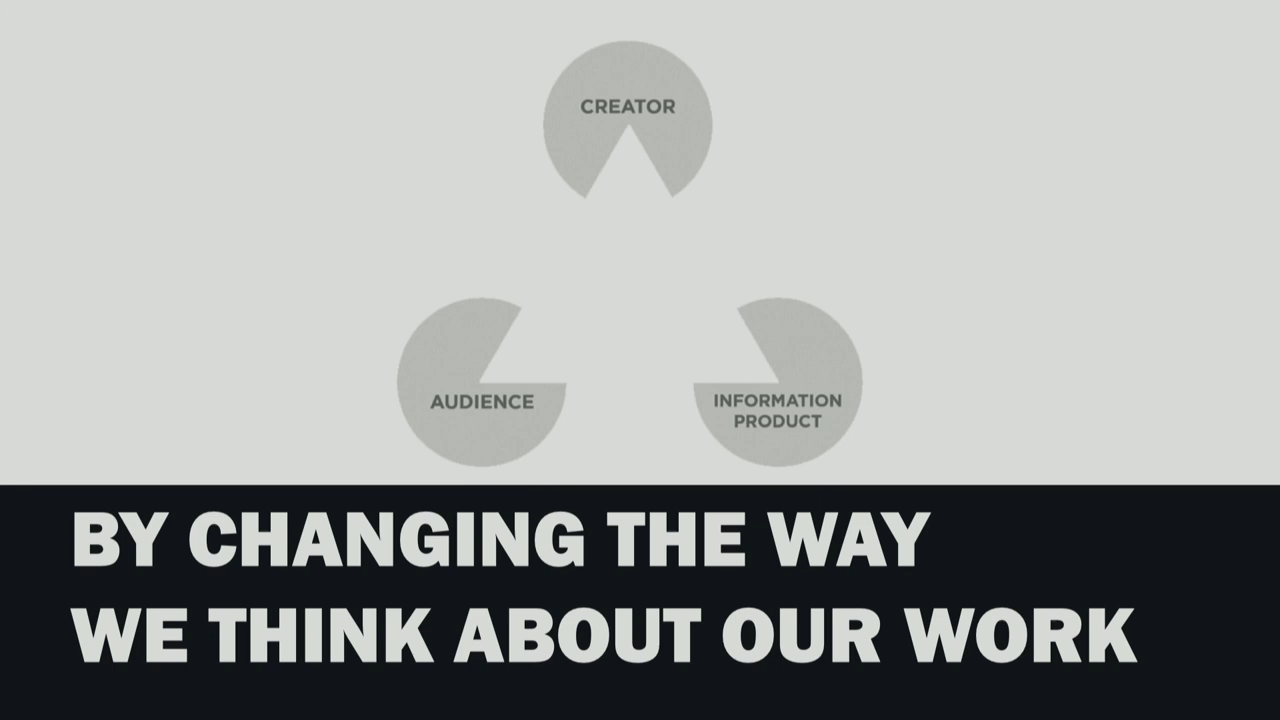 CREATOR
AUDIENCE
INFORMATION
PRODUCT
BY CHANGING THE WAY
WE THINK ABOUT OUR WORK